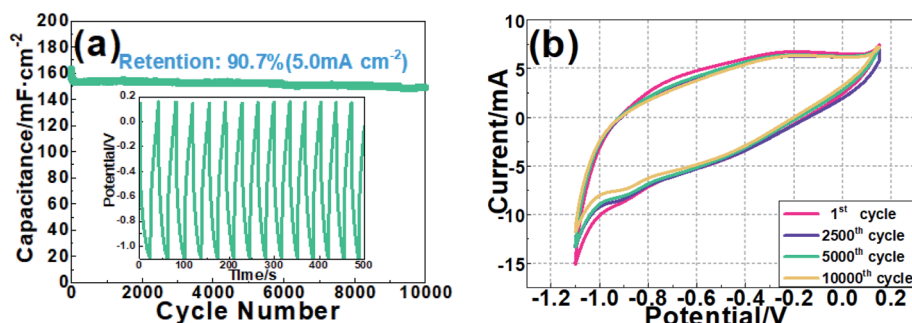 (a)
Retention: 90.7%(5.0mA cm⁻²)
Capacitance/mF·cm⁻²
200
180
160
140
120
100
80
60
40
20
0
0 2000 4000 6000 8000 10000
Cycle Number
Potential/V
0.2
0.0
-0.2
-0.4
-0.6
-0.8
-1.0
0 100 200 300 400 500
TIme/s
(b)
Current/mA
10
5
0
-5
-10
-15
-1.2 -1.0 -0.8 -0.6 -0.4 -0.2 0.0 0.2
Potential/V
1ˢᵗ cycle
2500ᵗʰ cycle
5000ᵗʰ cycle
10000ᵗʰ cycle